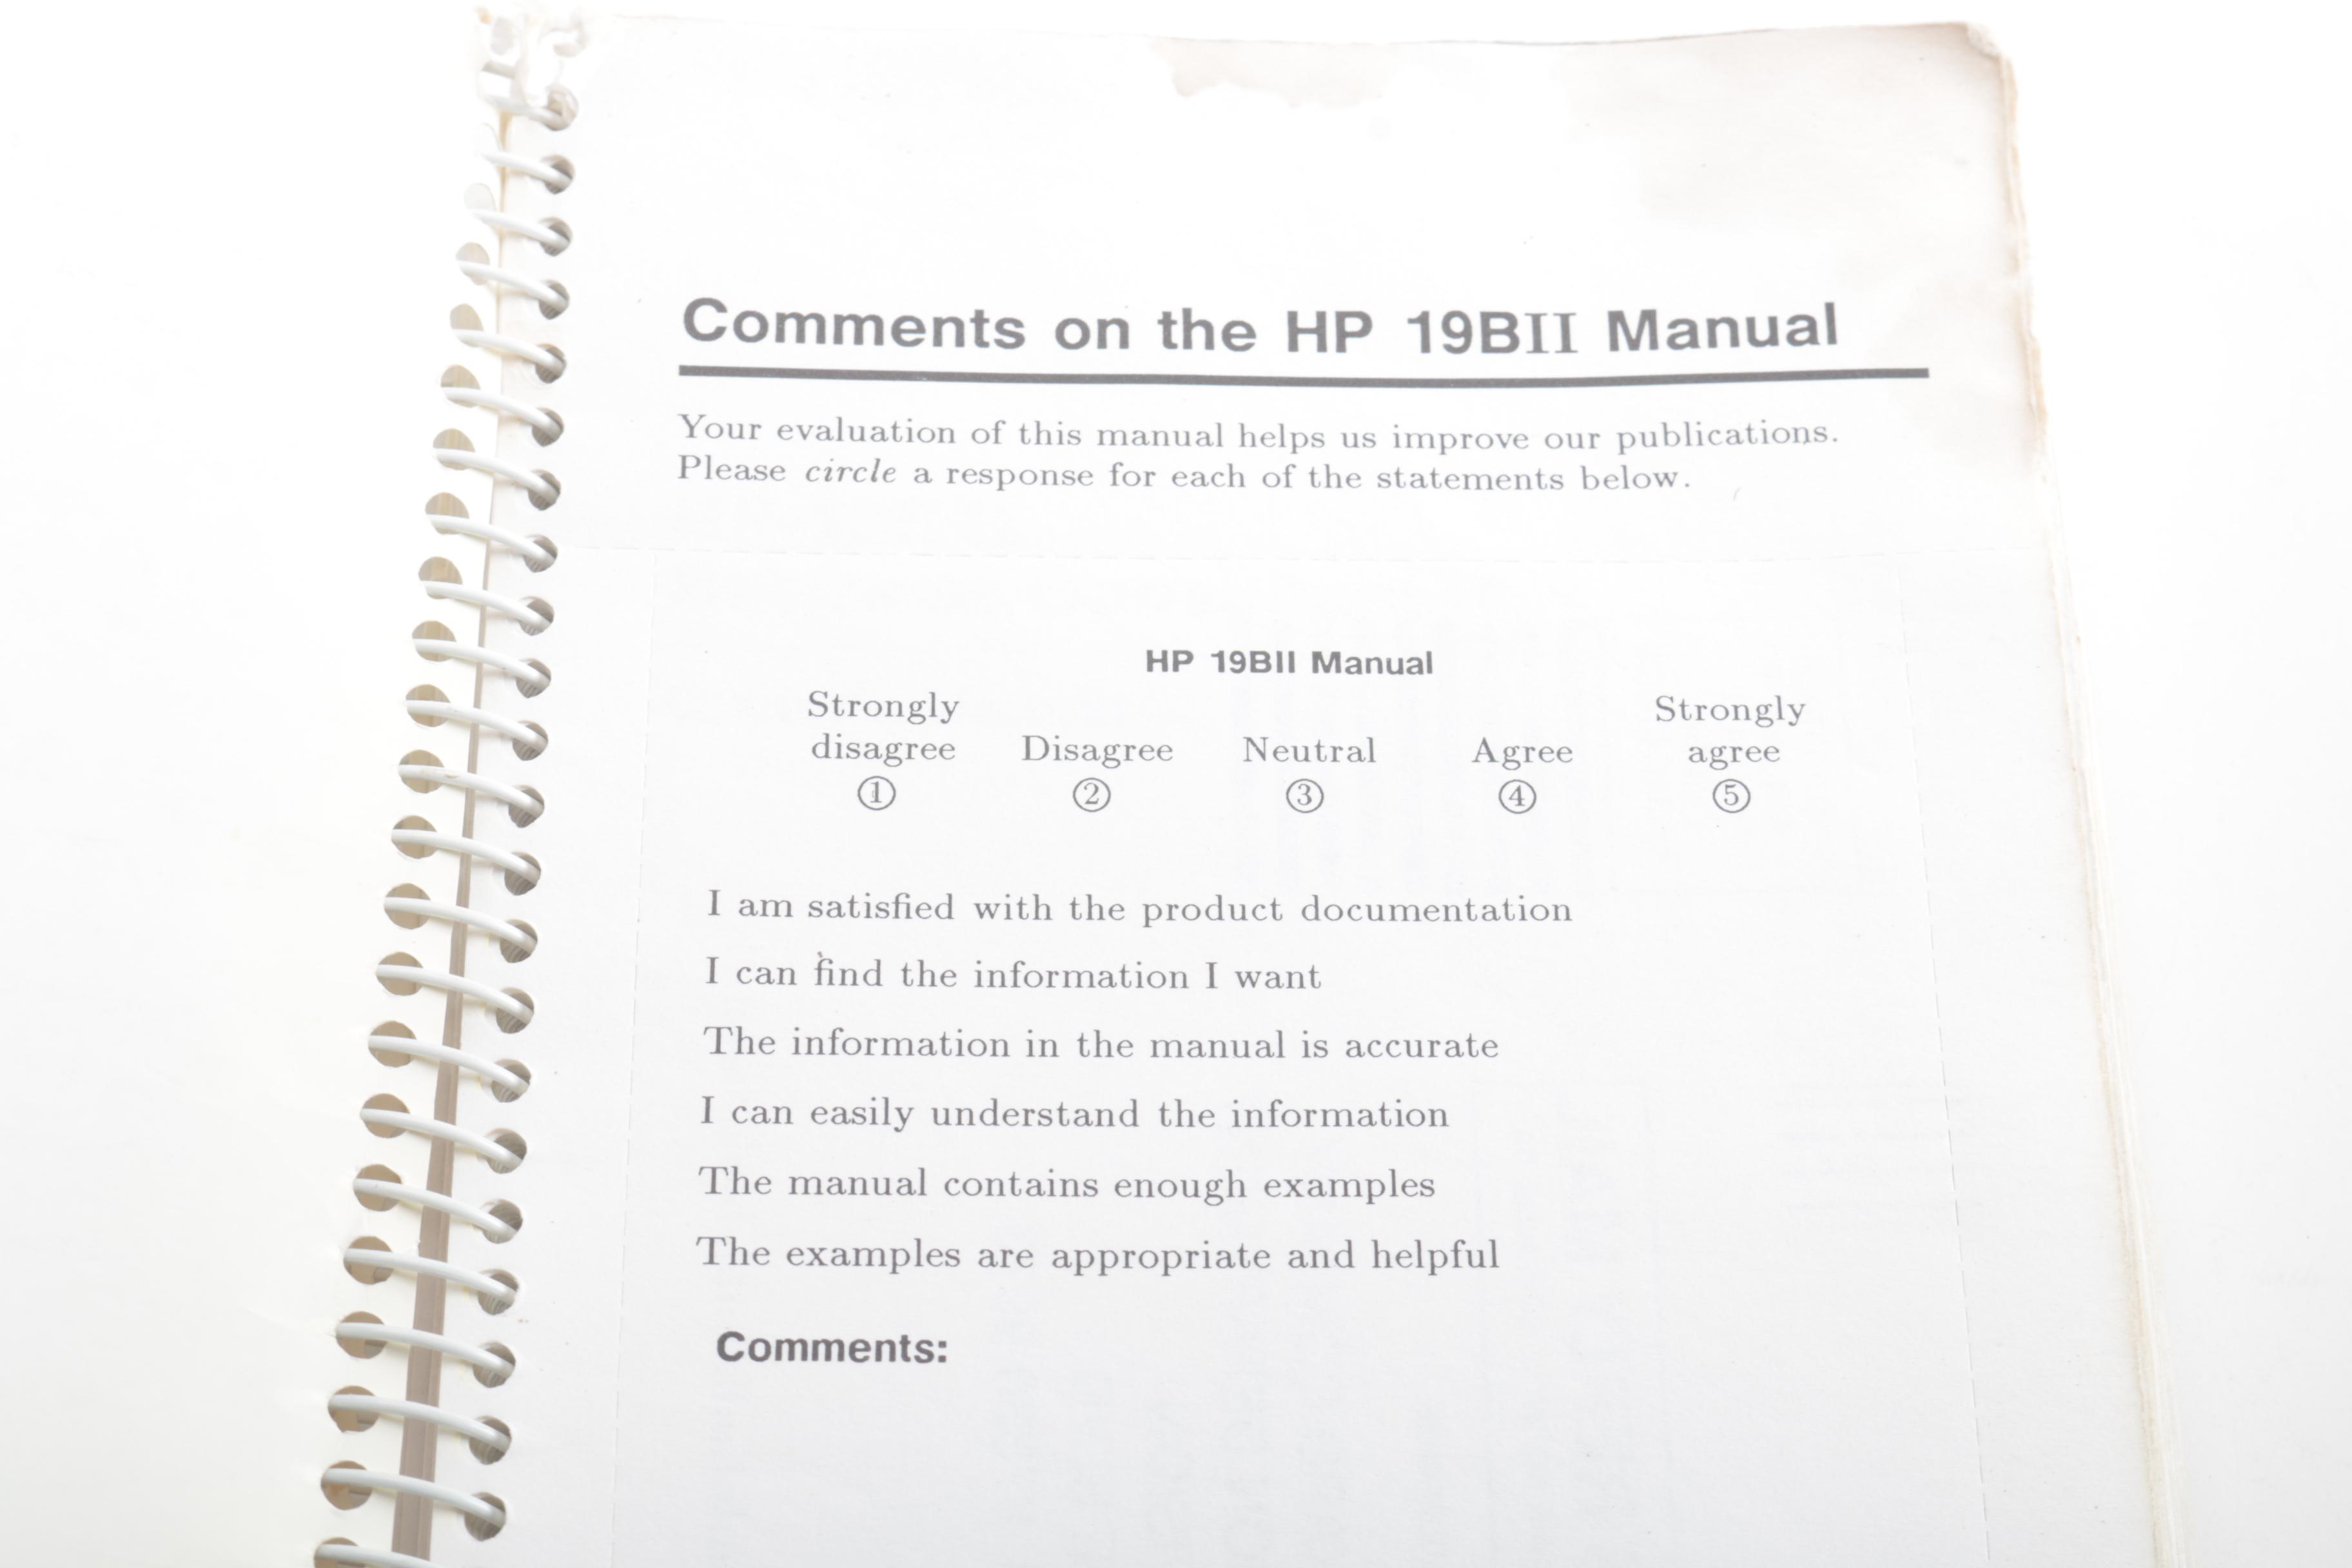 Comments on the HP 19BII Manual
Your evaluation of this manual helps us improve our publications.
Please circle a response for each of the statements below.
HP 19BII Manual
Strongly disagree ①
Disagree ②
Neutral ③
Agree ④
Strongly agree ⑤
I am satisfied with the product documentation
I can find the information I want
The information in the manual is accurate
I can easily understand the information
The manual contains enough examples
The examples are appropriate and helpful
Comments: